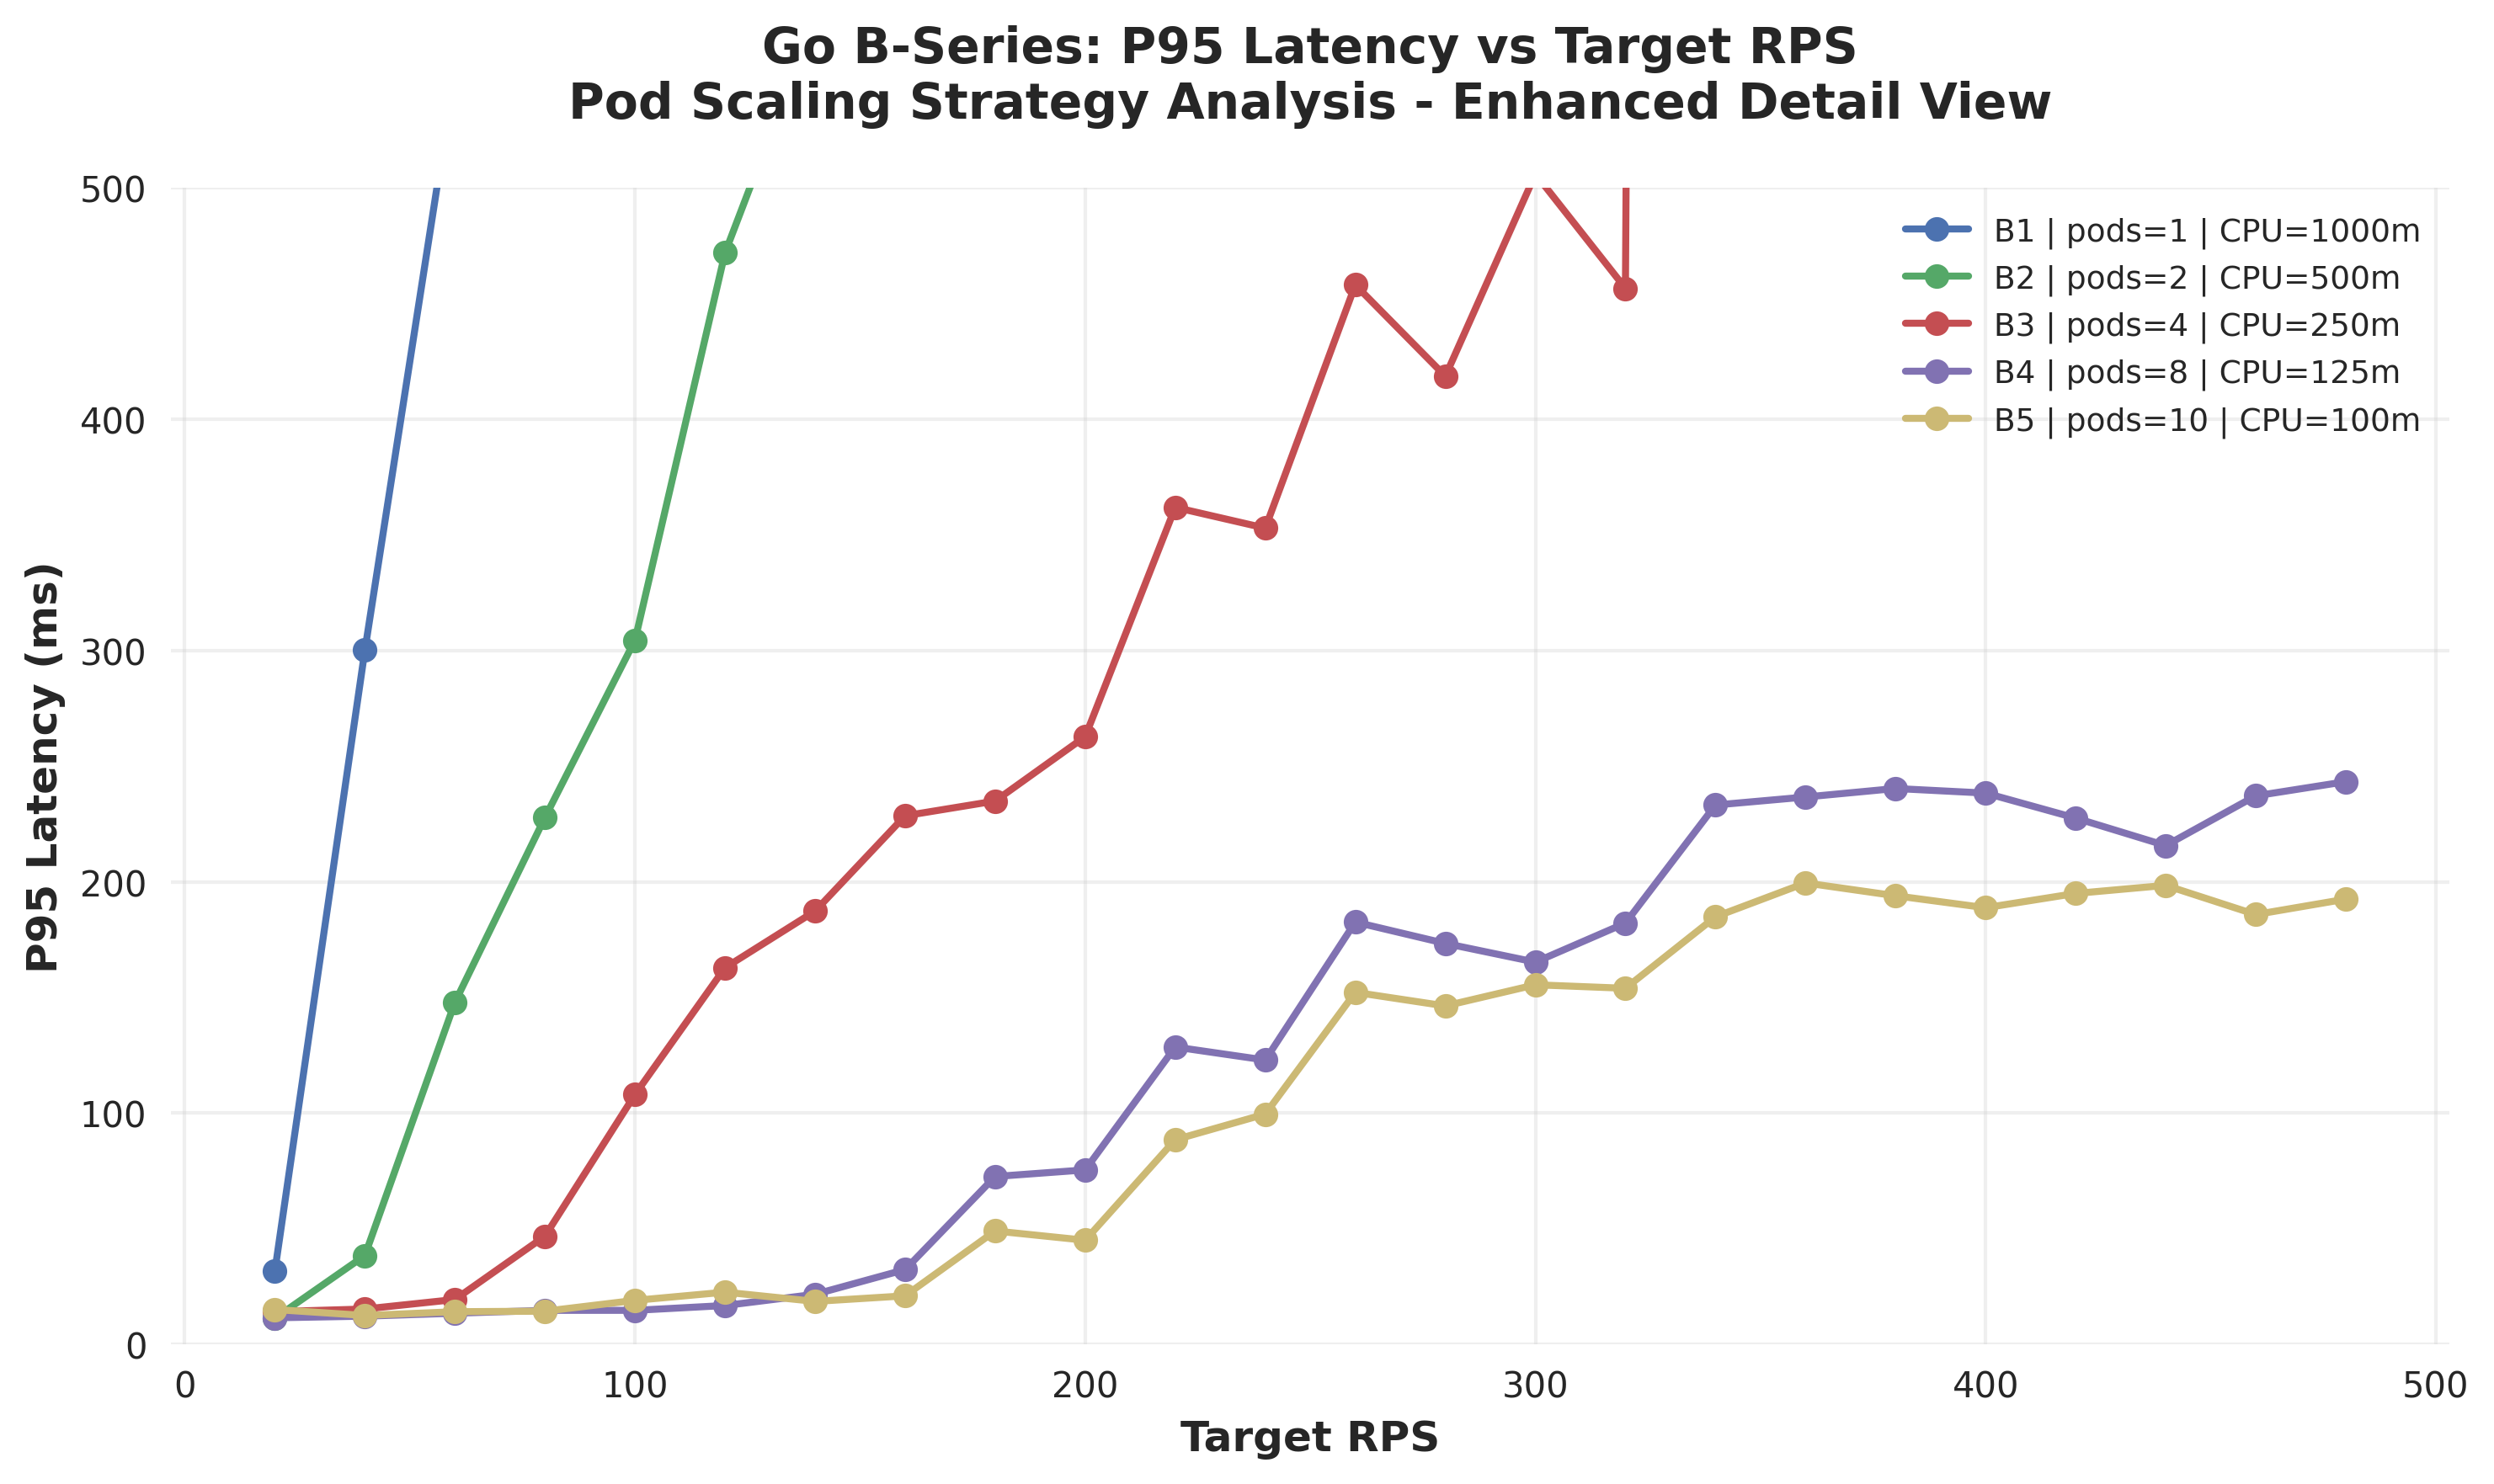 Go B-Series: P95 Latency vs Target RPS
Pod Scaling Strategy Analysis - Enhanced Detail View
P95 Latency (ms)
500
400
300
200
100
0
B1 | pods=1 | CPU=1000m
B2 | pods=2 | CPU=500m
B3 | pods=4 | CPU=250m
B4 | pods=8 | CPU=125m
B5 | pods=10 | CPU=100m
0 100 200 300 400 500
Target RPS